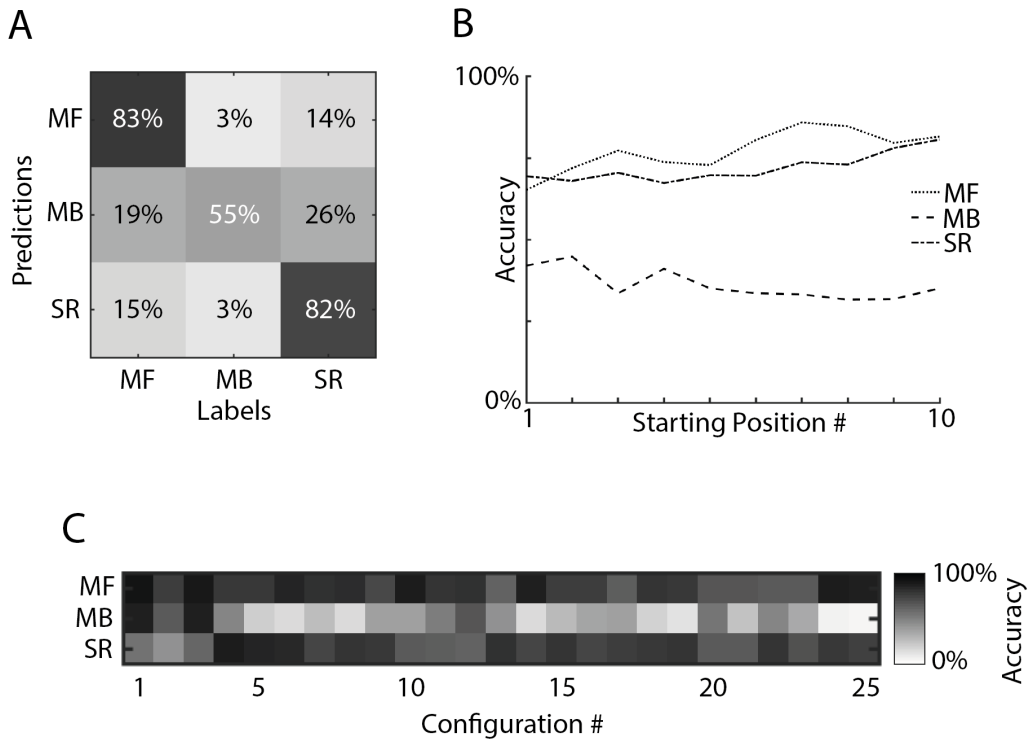 A
MF 83% 3% 14%
MB 19% 55% 26%
SR 15% 3% 82%
Predictions
MF MB SR
Labels
B
100%
0%
Accuracy
1 10
Starting Position #
MF
MB
SR
C
MF
MB
SR
1 5 10 15 20 25
Configuration #
100%
0%
Accuracy